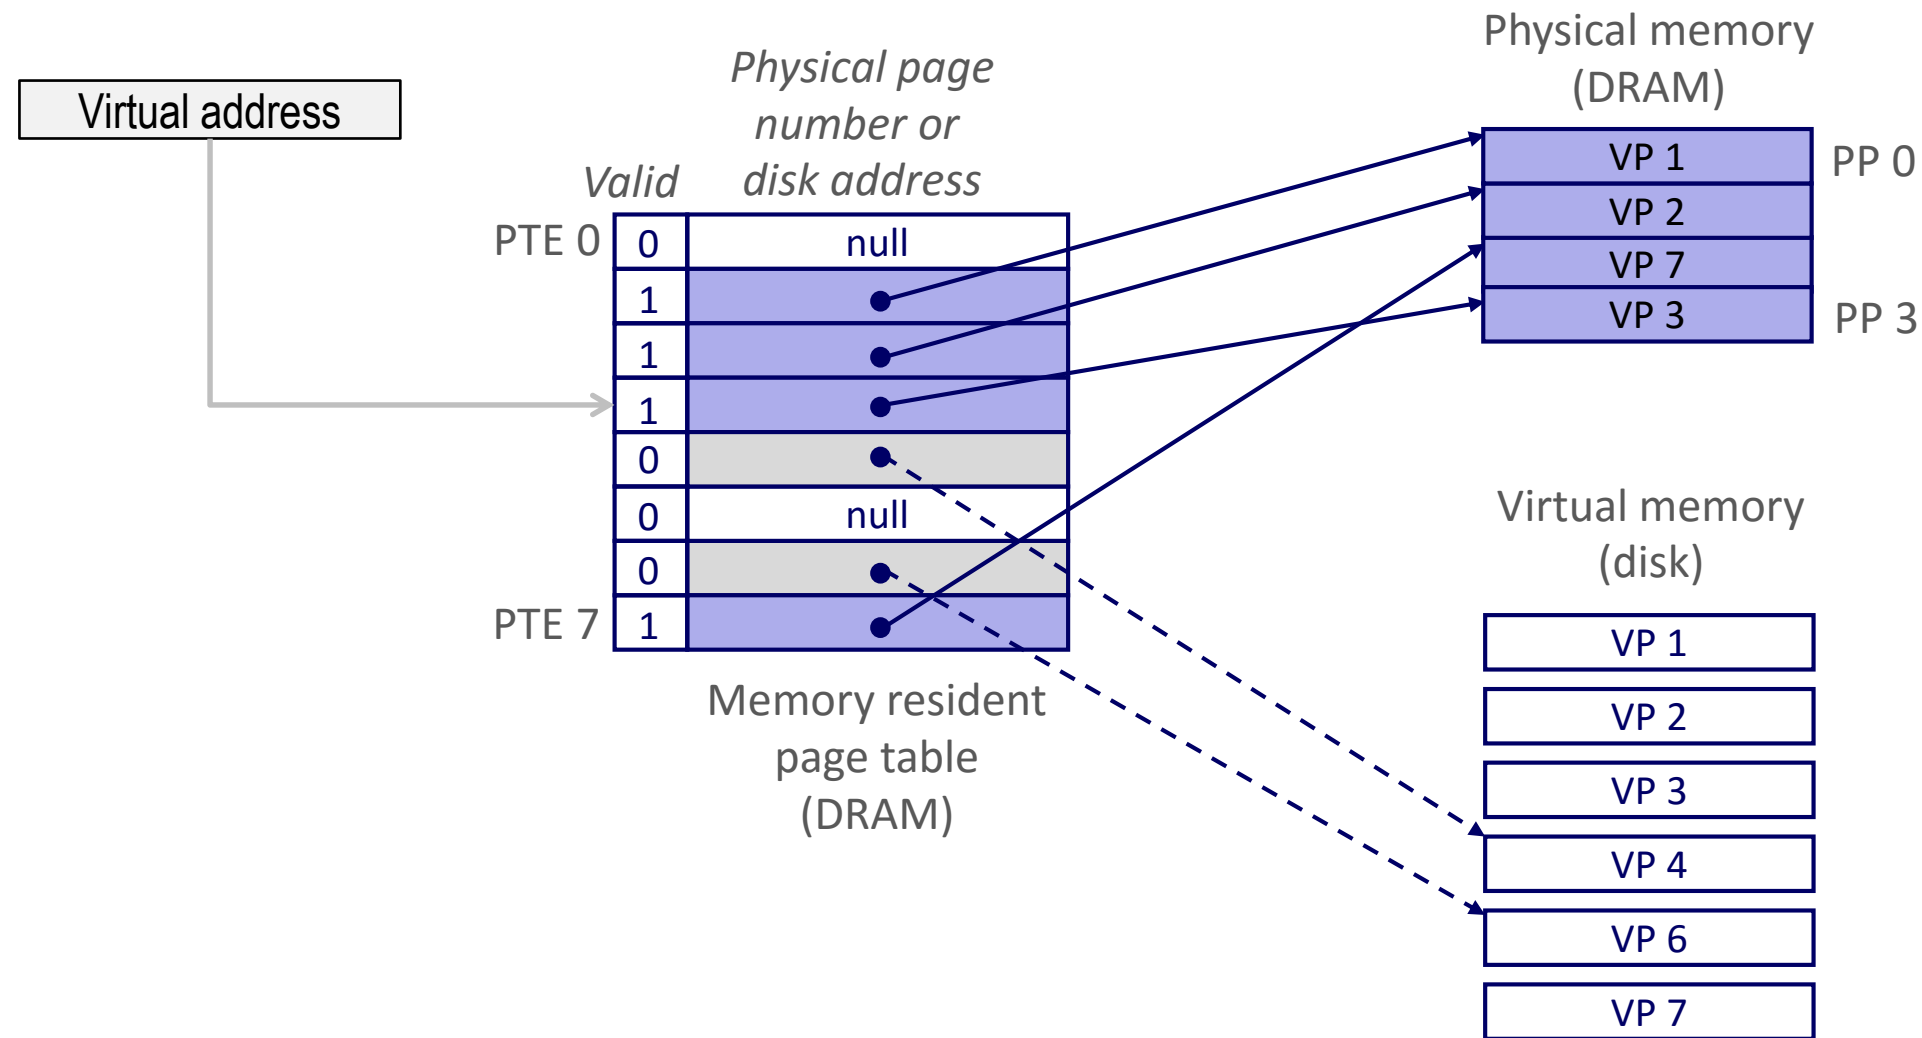 Virtual address
Physical page
number or
disk address
Valid
PTE 0
0
null
1
1
1
0
0
null
0
PTE 7
1
Memory resident
page table
(DRAM)
Physical memory
(DRAM)
VP 1
PP 0
VP 2
VP 7
VP 3
PP 3
Virtual memory
(disk)
VP 1
VP 2
VP 3
VP 4
VP 6
VP 7